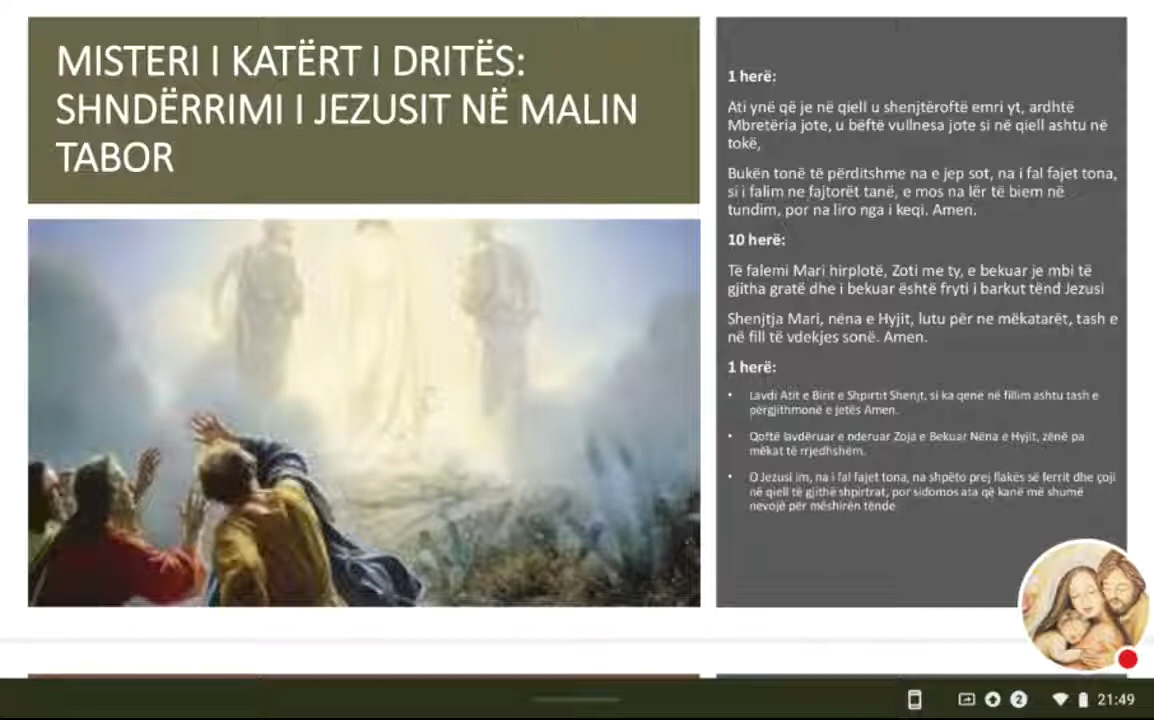 MISTERI I KATËRT I DRITËS:
SHNDËRRIMI I JEZUSIT NË MALIN
TABOR
1 herë:
Ati ynë që je në qiell u shenjtëroftë emri yt, ardhtë
Mbretëria jote, u bëftë vullnesa jote si në qiell ashtu në
tokë,
Bukën tonë të përditshme na e jep sot, na i fal fajet tona,
si i falim ne fajtorët tanë, e mos na lër të biem në
tundim, por na liro nga i keqi. Amen.
10 herë:
Të falemi Mari hirplotë, Zoti me ty, e bekuar je mbi të
gjitha gratë dhe i bekuar është fryti i barkut tënd Jezusi
Shenjtja Mari, nëna e Hyjit, lutu për ne mëkatarët, tash e
në fill të vdekjes sonë. Amen.
1 herë:
• Lavdi Atit e Birit e Shpirtit Shenjt, si ka qenë në fillim ashtu tash e
përgjithmonë e jetës Amen.
• Qoftë lavdëruar e nderuar Zoja e Bekuar Nëna e Hyjit, zënë pa
mëkat të rrjedhshëm.
• O Jezusi im, na i fal fajet tona, na shpëto prej flakës së ferrit dhe çoji
në qiell të gjithë shpirtrat, por sidomos ata që kanë më shumë
nevojë për mëshirën tënde
2 21:49